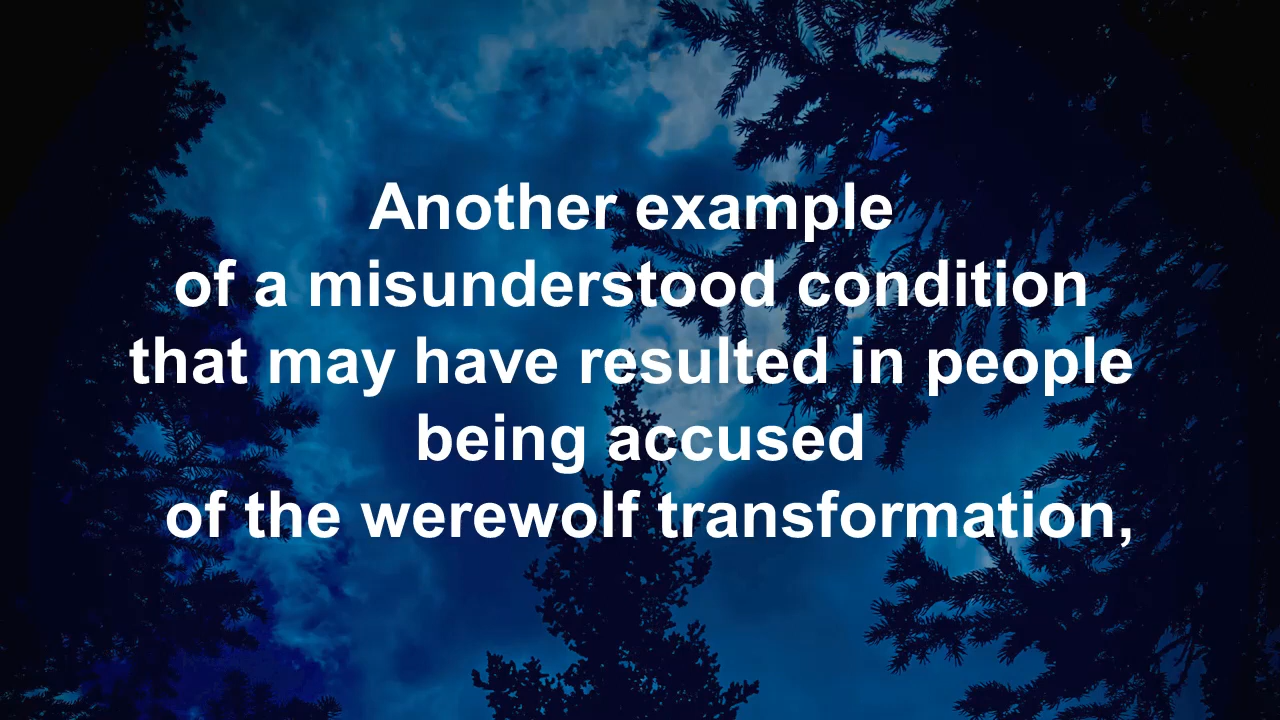 Another example
of a misunderstood condition
that may have resulted in people
being accused
of the werewolf transformation,